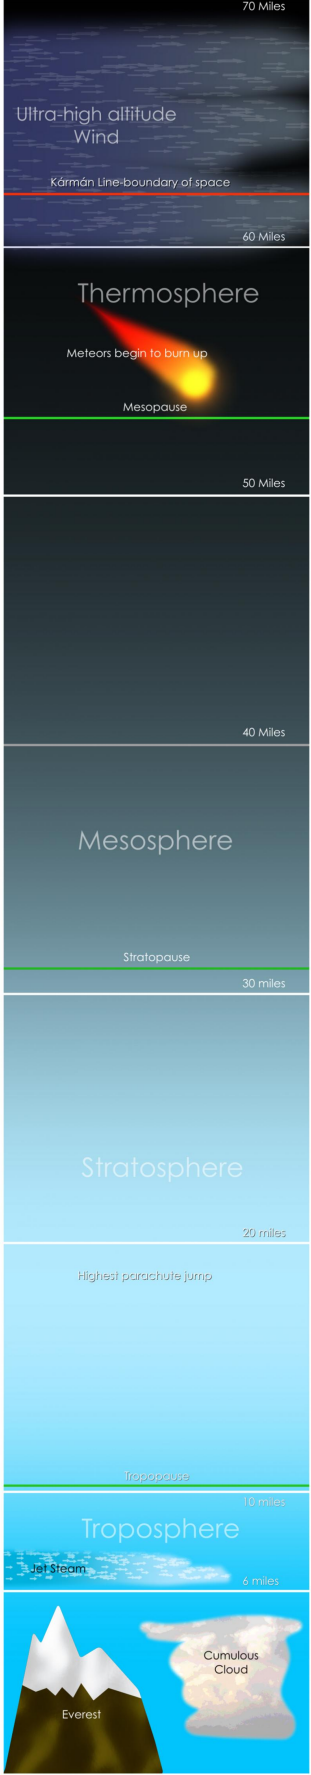 70 Miles
Ultra-high altitude
Wind
Kármán Line-boundary of space
60 Miles
Thermosphere
Meteors begin to burn up
Mesopause
50 Miles
40 Miles
Mesosphere
Stratopause
30 miles
Stratosphere
20 miles
Highest parachute jump
Tropopause
10 miles
Troposphere
Jet Steam
6 miles
Cumulous
Cloud
Everest